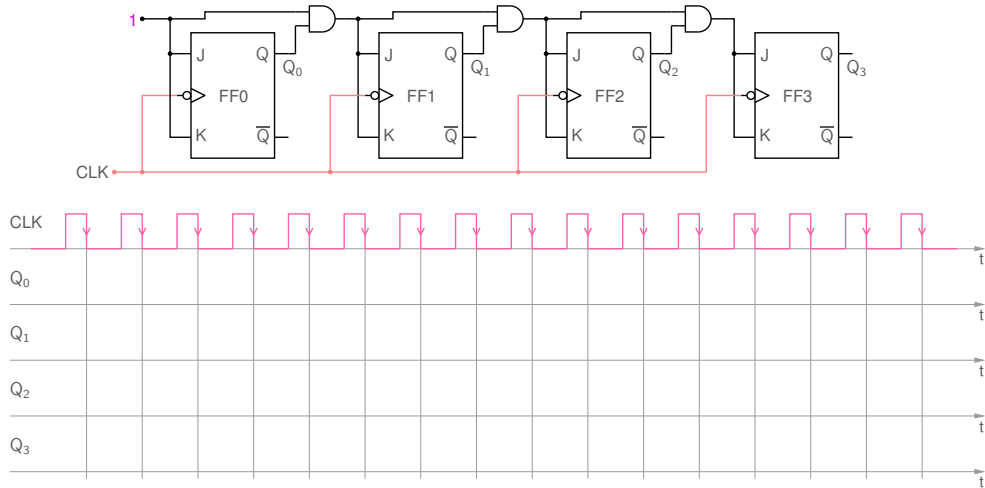 1
J Q J Q J Q J Q
Q₀ Q₁ Q₂ Q₃
FF0 FF1 FF2 FF3
K Q̅ K Q̅ K Q̅ K Q̅
CLK
CLK
t
Q₀
t
Q₁
t
Q₂
t
Q₃
t